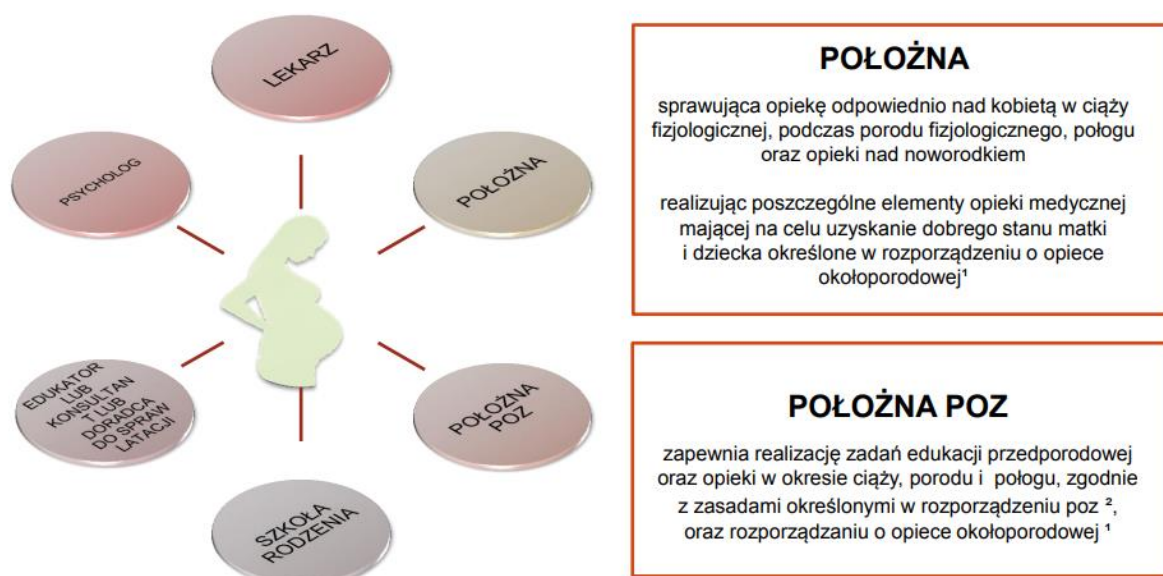 LEKARZ
PSYCHOLOG
POŁOŻNA
EDUKATOR
LUB
KONSULTAN
T LUB
DORADCA
DO SPRAW
LATACJI
POŁOŻNA
POZ
SZKOŁA
RODZENIA
POŁOŻNA
sprawująca opiekę odpowiednio nad kobietą w ciąży
fizjologicznej, podczas porodu fizjologicznego, połogu
oraz opieki nad noworodkiem
realizując poszczególne elementy opieki medycznej
mającej na celu uzyskanie dobrego stanu matki
i dziecka określone w rozporządzeniu o opiece
okołoporodowej¹
POŁOŻNA POZ
zapewnia realizację zadań edukacji przedporodowej
oraz opieki w okresie ciąży, porodu i połogu, zgodnie
z zasadami określonymi w rozporządzeniu poz ²,
oraz rozporządzaniu o opiece okołoporodowej ¹